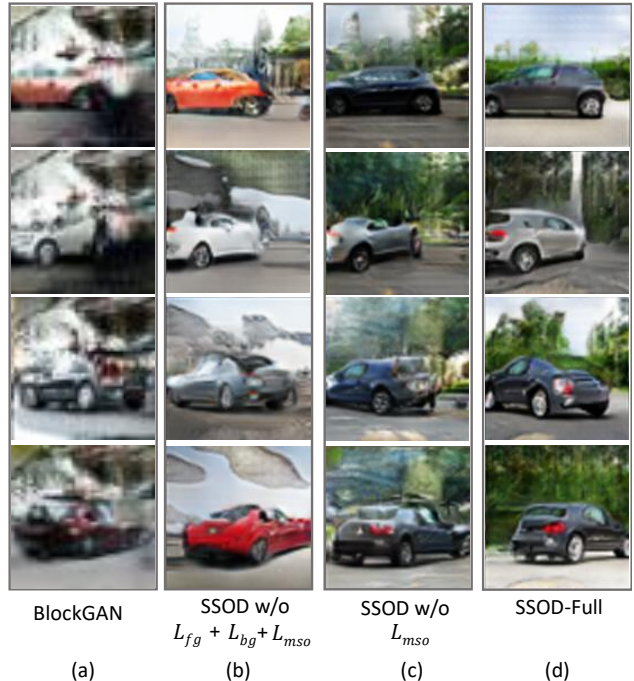 BlockGAN
SSOD w/o
L_fg + L_bg + L_mso
SSOD w/o
L_mso
SSOD-Full
(a)
(b)
(c)
(d)